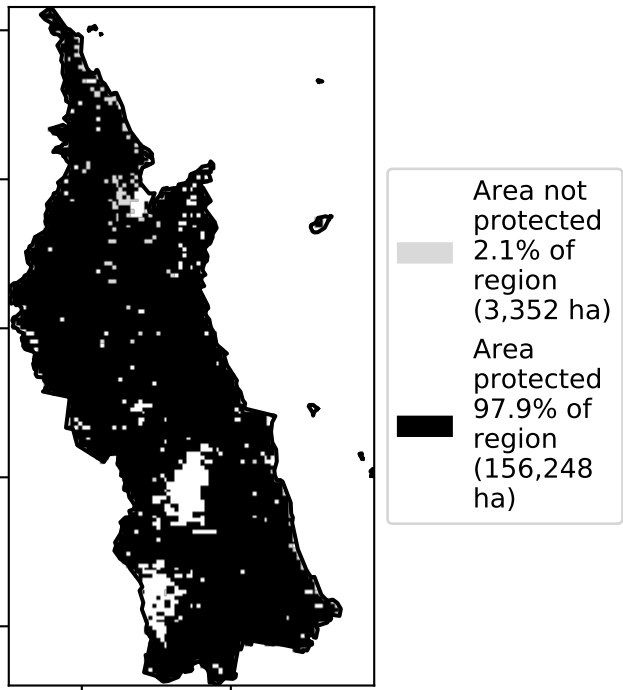 Area not
protected
2.1% of
region
(3,352 ha)
Area
protected
97.9% of
region
(156,248
ha)